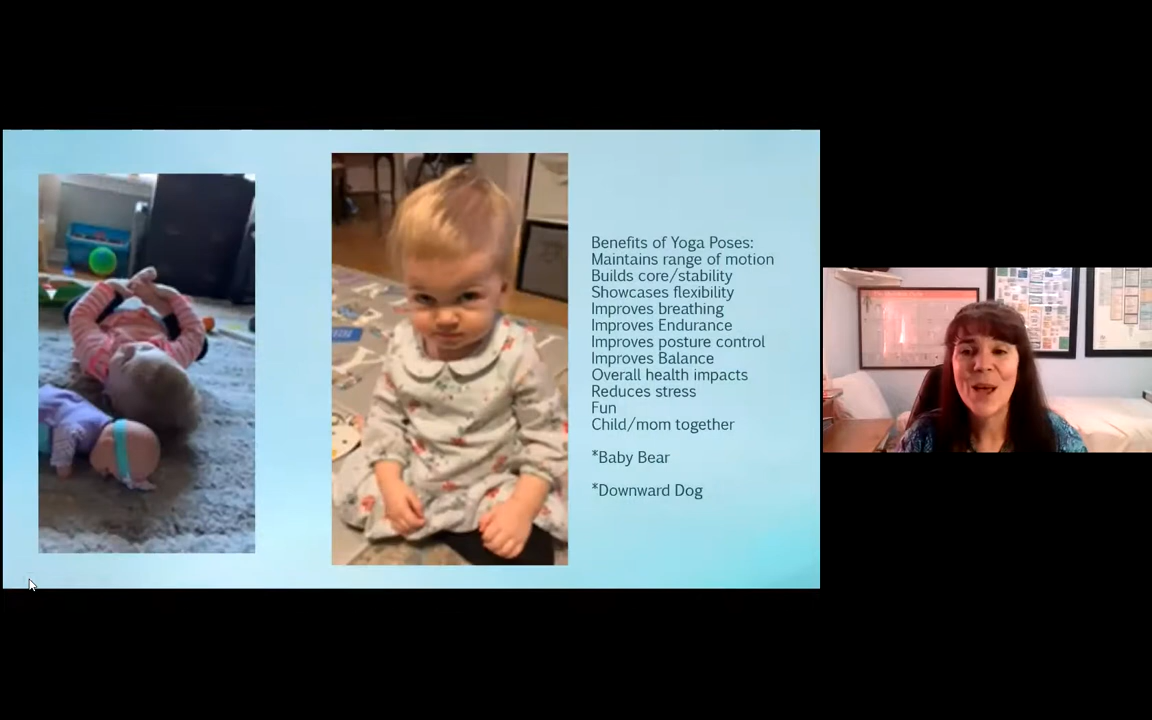 Benefits of Yoga Poses:
Maintains range of motion
Builds core/stability
Showcases flexibility
Improves breathing
Improves Endurance
Improves posture control
Improves Balance
Overall health impacts
Reduces stress
Fun
Child/mom together
*Baby Bear
*Downward Dog